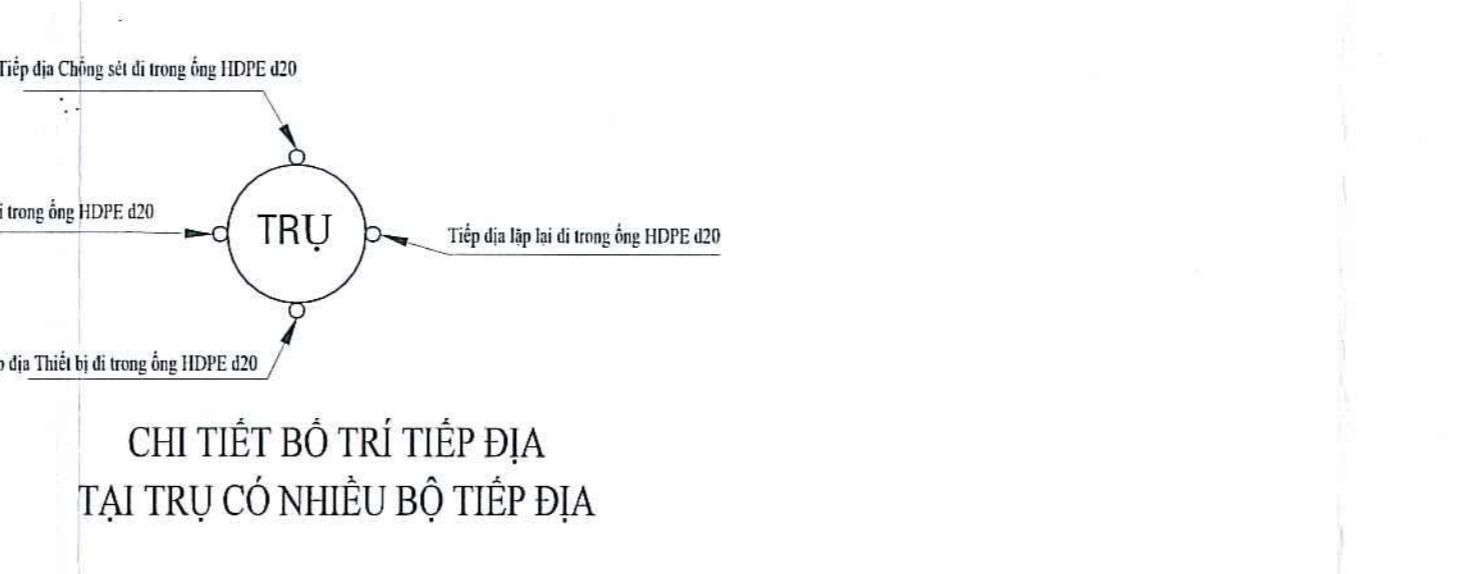 Tiếp địa Chống sét đi trong ống HDPE d20
trong ống HDPE d20
TRỤ
Tiếp địa lặp lại đi trong ống HDPE d20
địa Thiết bị đi trong ống HDPE d20
CHI TIẾT BỐ TRÍ TIẾP ĐỊA
TẠI TRỤ CÓ NHIỀU BỘ TIẾP ĐỊA